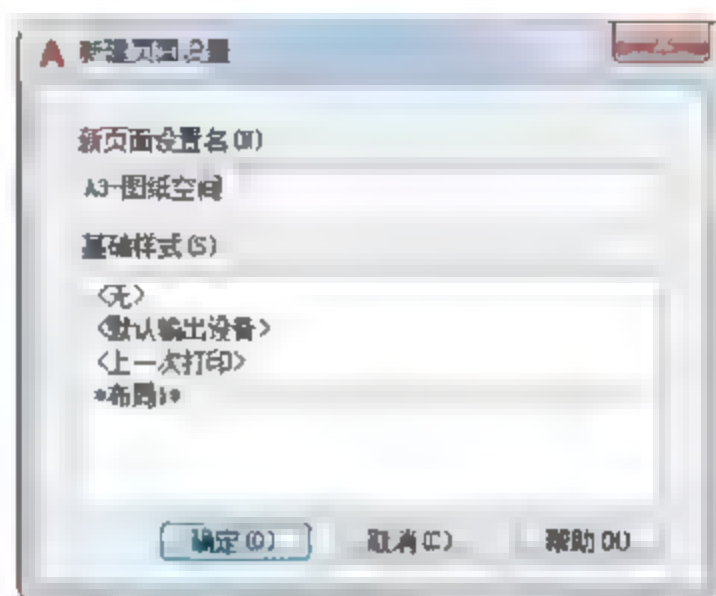 A 新建页面设置
新页面设置名(N)
A3-图纸空间
基础样式(S)
<无>
<默认输出设备>
<上一次打印>
*布局1*
确定(O) 取消(C) 帮助(H)